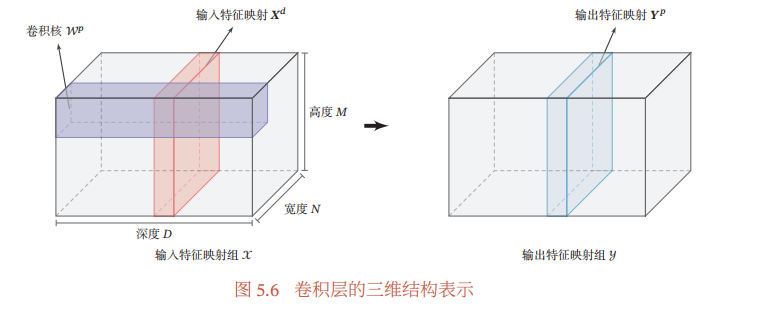 输入特征映射 X^d
输出特征映射 Y^p
卷积核 𝒲^p
高度 M
宽度 N
深度 D
输入特征映射组 𝒳
输出特征映射组 𝒴
图 5.6 卷积层的三维结构表示